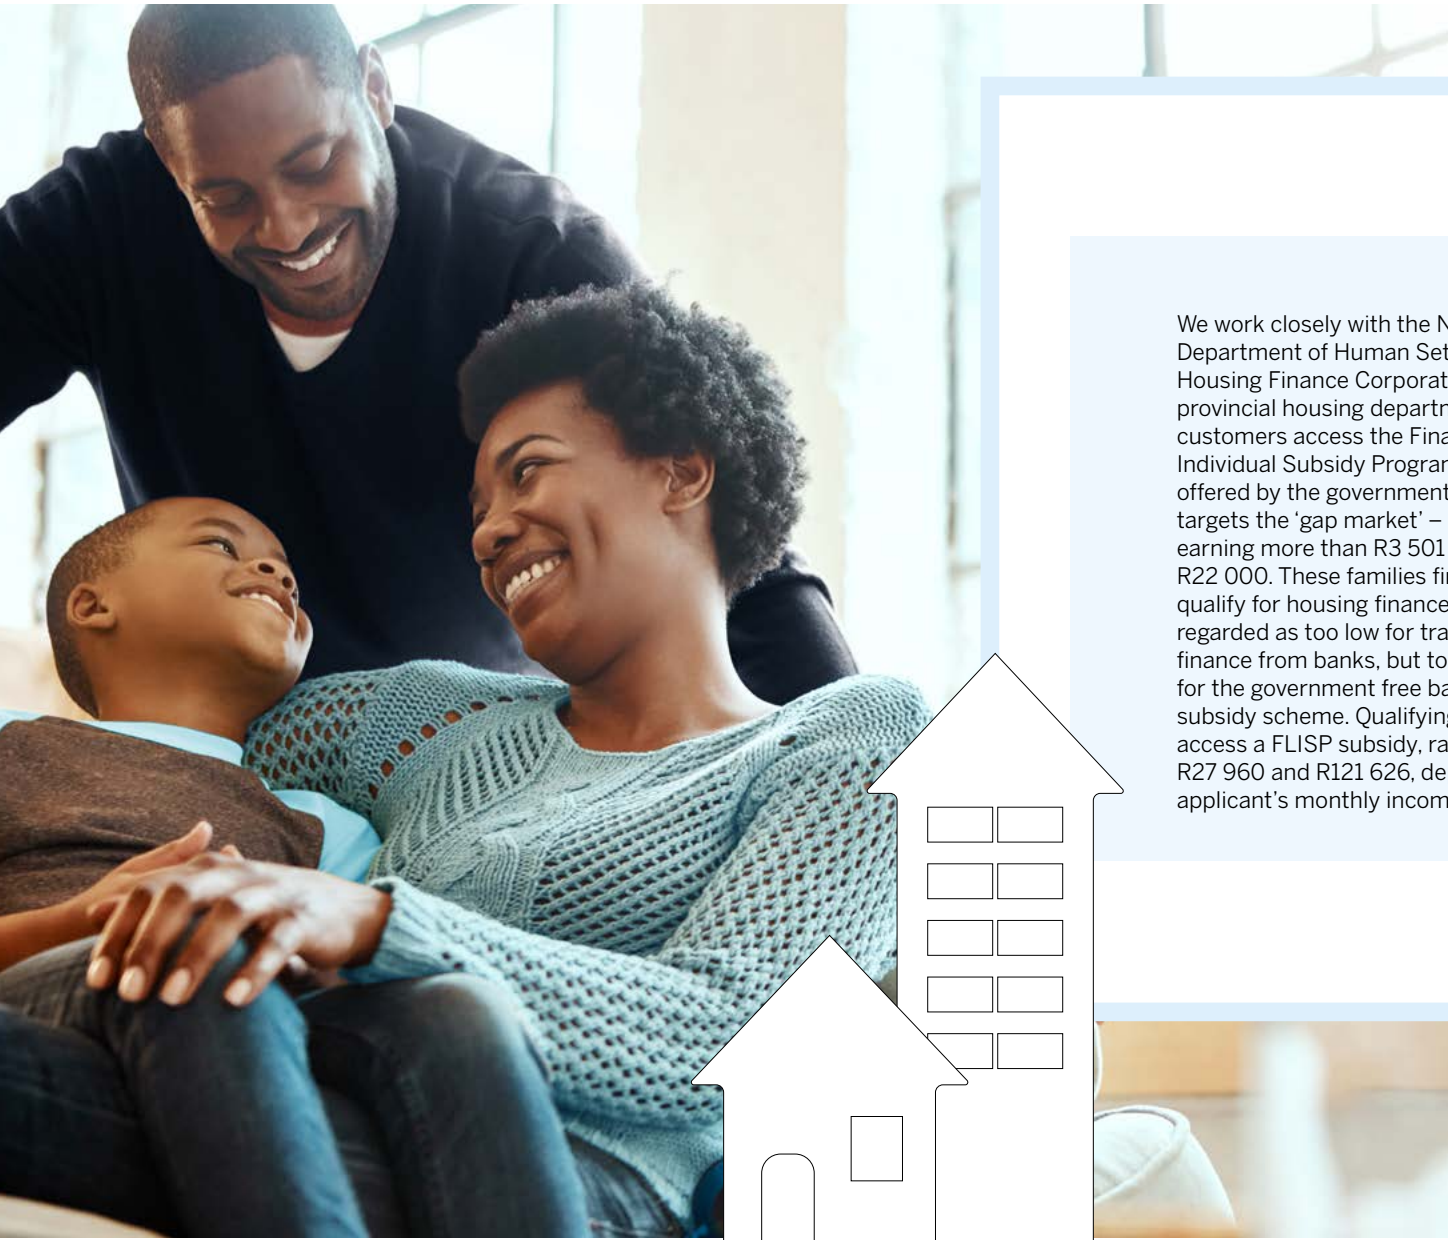 We work closely with the N
Department of Human Set
Housing Finance Corporat
provincial housing departn
customers access the Fina
Individual Subsidy Program
offered by the government
targets the ‘gap market’ –
earning more than R3 501
R22 000. These families fin
qualify for housing finance
regarded as too low for tra
finance from banks, but to
for the government free ba
subsidy scheme. Qualifying
access a FLISP subsidy, ra
R27 960 and R121 626, de
applicant’s monthly incom